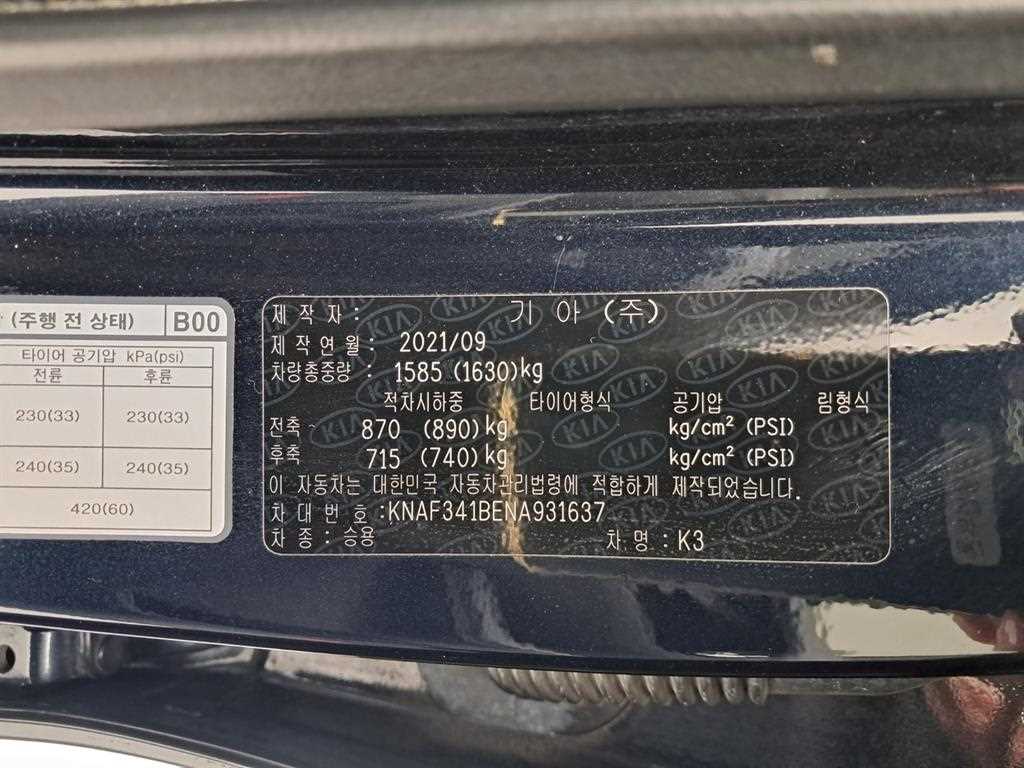 (주행 전 상태) B00
타이어 공기압 kPa(psi)
전륜 후륜
230(33) 230(33)
240(35) 240(35)
420(60)
제 작 자 : 기 아 (주)
제 작 연 월 : 2021/09
차량총중량 : 1585 (1630)kg
적차시하중 타이어형식 공기압 림형식
전축 ~ 870 (890)kg kg/cm² (PSI)
후축 : 715 (740)kg kg/cm² (PSI)
이 자동차는 대한민국 자동차관리법령에 적합하게 제작되었습니다.
차 대 번 호 :KNAF341BENA931637
차 종 : 승용 차 명 : K3
KIA